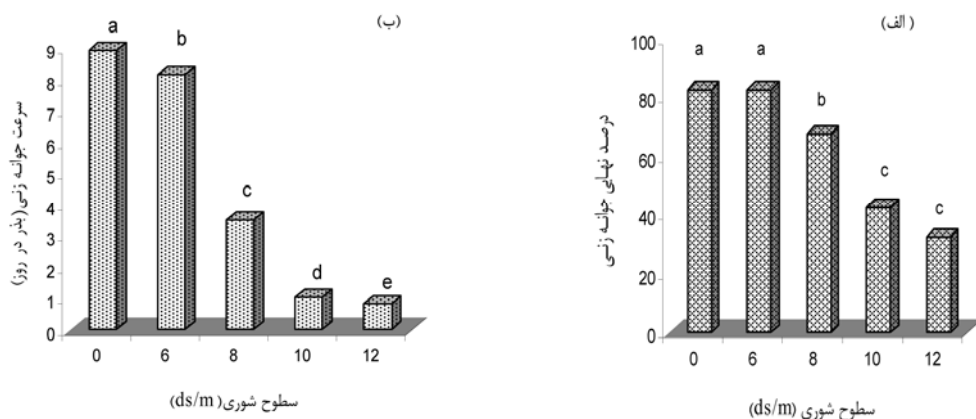 (الف)
درصد نهایی جوانه زنی
100
80
60
40
20
0
a
a
b
c
c
0
6
8
10
12
سطوح شوری (ds/m)
(ب)
سرعت جوانه زنی(بذر در روز)
9
8
7
6
5
4
3
2
1
0
a
b
c
d
e
0
6
8
10
12
سطوح شوری( ds/m)